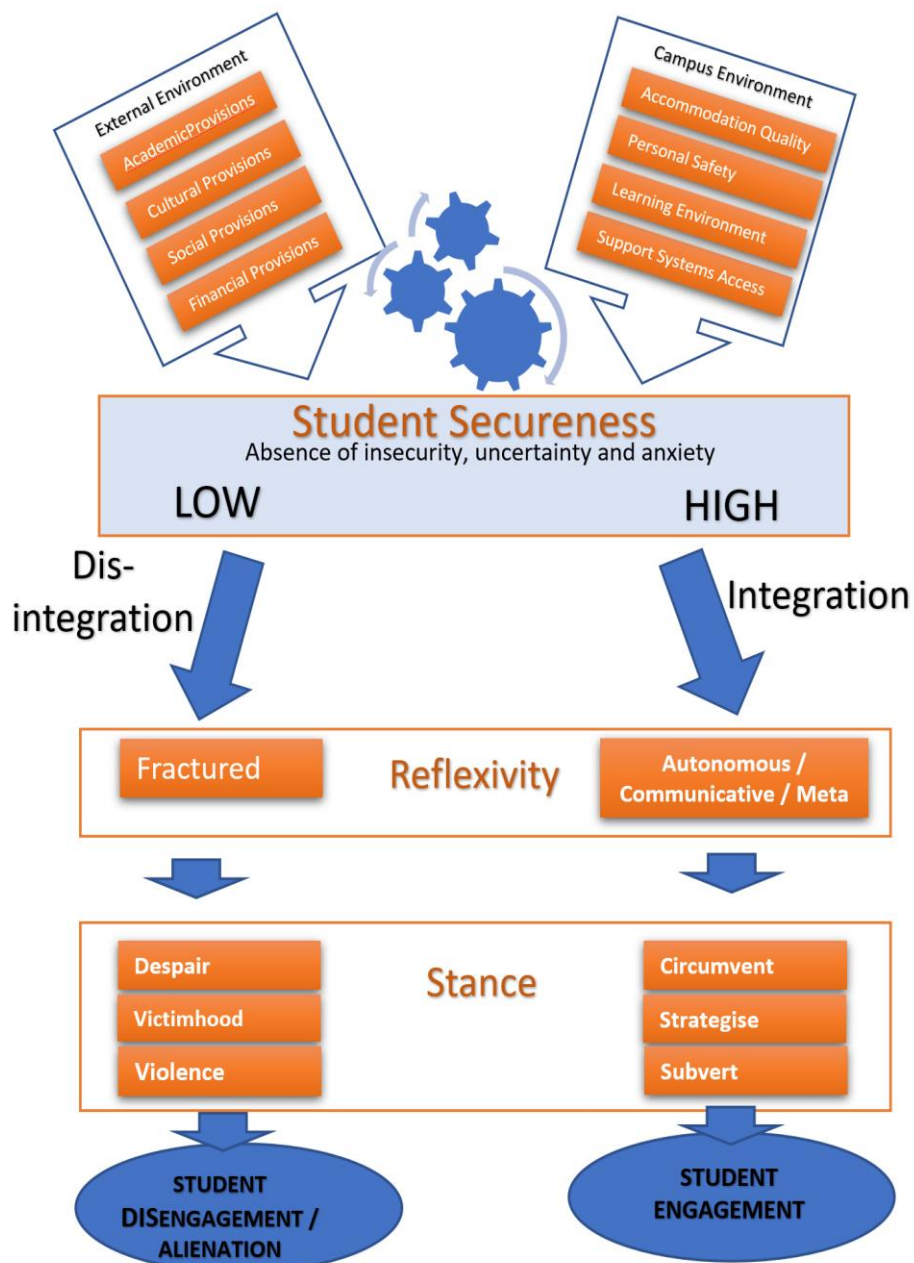 External Environment
AcademicProvisions
Cultural Provisions
Social Provisions
Financial Provisions
Campus Environment
Accommodation Quality
Personal Safety
Learning Environment
Support Systems Access
Student Secureness
Absence of insecurity, uncertainty and anxiety
LOW
HIGH
Dis-
integration
Integration
Fractured
Reflexivity
Autonomous /
Communicative / Meta
Despair
Victimhood
Violence
Stance
Circumvent
Strategise
Subvert
STUDENT
DISENGAGEMENT /
ALIENATION
STUDENT
ENGAGEMENT